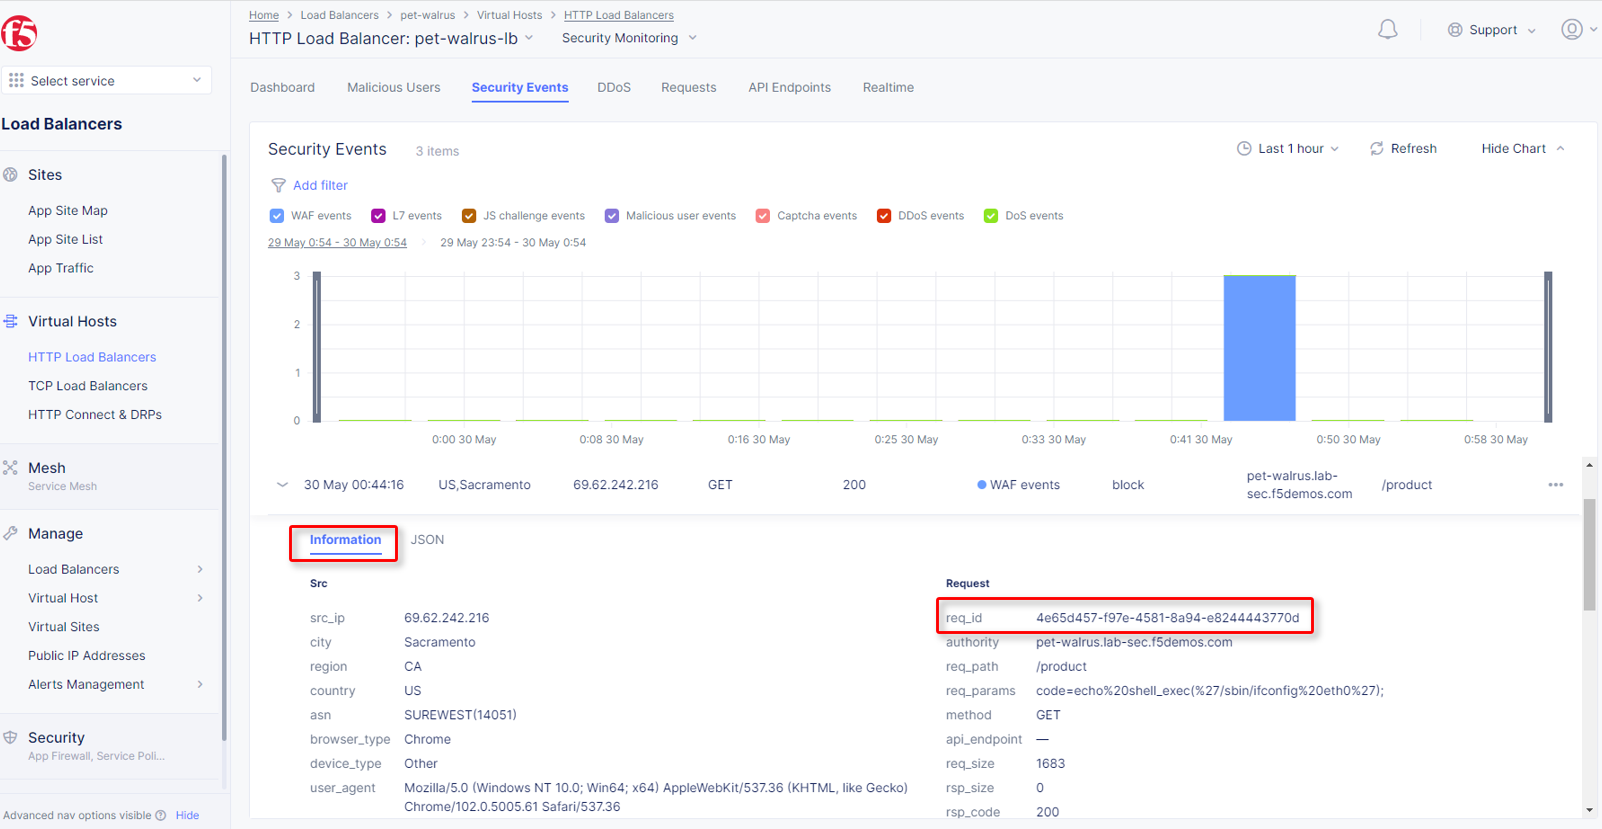 f5
Home > Load Balancers > pet-walrus > Virtual Hosts > HTTP Load Balancers
HTTP Load Balancer: pet-walrus-lb
Security Monitoring
Support
Select service
Load Balancers
Sites
App Site Map
App Site List
App Traffic
Virtual Hosts
HTTP Load Balancers
TCP Load Balancers
HTTP Connect & DRPs
Mesh
Service Mesh
Manage
Load Balancers
Virtual Host
Virtual Sites
Public IP Addresses
Alerts Management
Security
App Firewall, Service Poli...
Advanced nav options visible Hide
Dashboard Malicious Users Security Events DDoS Requests API Endpoints Realtime
Security Events 3 items
Last 1 hour Refresh Hide Chart
Add filter
WAF events L7 events JS challenge events Malicious user events Captcha events DDoS events DoS events
29 May 0:54 - 30 May 0:54 > 29 May 23:54 - 30 May 0:54
3
2
1
0
0:00 30 May 0:08 30 May 0:16 30 May 0:25 30 May 0:33 30 May 0:41 30 May 0:50 30 May 0:58 30 May
30 May 00:44:16 US,Sacramento 69.62.242.216 GET 200 WAF events block pet-walrus.lab-
sec.f5demos.com /product
Information JSON
Src
src_ip 69.62.242.216
city Sacramento
region CA
country US
asn SUREWEST(14051)
browser_type Chrome
device_type Other
user_agent Mozilla/5.0 (Windows NT 10.0; Win64; x64) AppleWebKit/537.36 (KHTML, like Gecko)
Chrome/102.0.5005.61 Safari/537.36
Request
req_id 4e65d457-f97e-4581-8a94-e8244443770d
authority pet-walrus.lab-sec.f5demos.com
req_path /product
req_params code=echo%20shell_exec(%27/sbin/ifconfig%20eth0%27);
method GET
api_endpoint —
req_size 1683
rsp_size 0
rsp_code 200